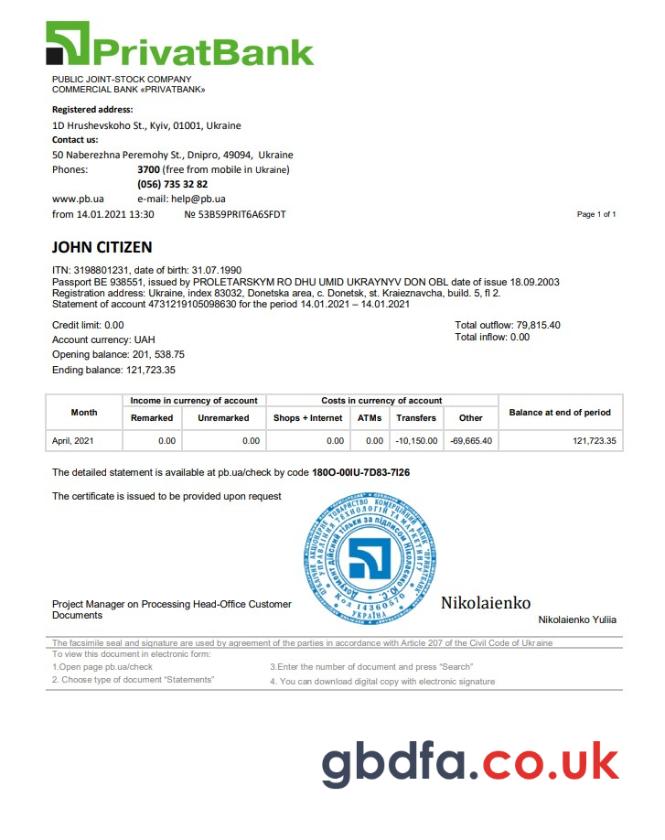 PrivatBank
PUBLIC JOINT-STOCK COMPANY
COMMERCIAL BANK «PRIVATBANK»
Registered address:
1D Hrushevskoho St., Kyiv, 01001, Ukraine
Contact us:
50 Naberezhna Peremohy St., Dnipro, 49094, Ukraine
Phones: 3700 (free from mobile in Ukraine)
(056) 735 32 82
www.pb.ua e-mail: help@pb.ua
from 14.01.2021 13:30 № 53B59PRIT6A6SFDT Page 1 of 1
JOHN CITIZEN
ITN: 3198801231, date of birth: 31.07.1990
Passport BE 938551, issued by PROLETARSKYM RO DHU UMID UKRAYNYV DON OBL date of issue 18.09.2003
Registration address: Ukraine, index 83032, Donetska area, c. Donetsk, st. Kraieznavcha, build. 5, fl 2.
Statement of account 4731219105098630 for the period 14.01.2021 – 14.01.2021
Credit limit: 0.00 Total outflow: 79,815.40
Account currency: UAH Total inflow: 0.00
Opening balance: 201, 538.75
Ending balance: 121,723.35
Month Income in currency of account Costs in currency of account Balance at end of period
Remarked Unremarked Shops + Internet ATMs Transfers Other
April, 2021 0.00 0.00 0.00 0.00 -10,150.00 -69,665.40 121,723.35
The detailed statement is available at pb.ua/check by code 180O-00IU-7D83-7I26
The certificate is issued to be provided upon request
Документ дійсний тільки за підписом Ніколаєнко Ю.С.
Код 14360570
УКРАЇНА
Project Manager on Processing Head-Office Customer
Documents
Nikolaienko
Nikolaienko Yuliia
The facsimile seal and signature are used by agreement of the parties in accordance with Article 207 of the Civil Code of Ukraine
To view this document in electronic form:
1.Open page pb.ua/check 3.Enter the number of document and press “Search”
2. Choose type of document “Statements” 4. You can download digital copy with electronic signature
gbdfa.co.uk